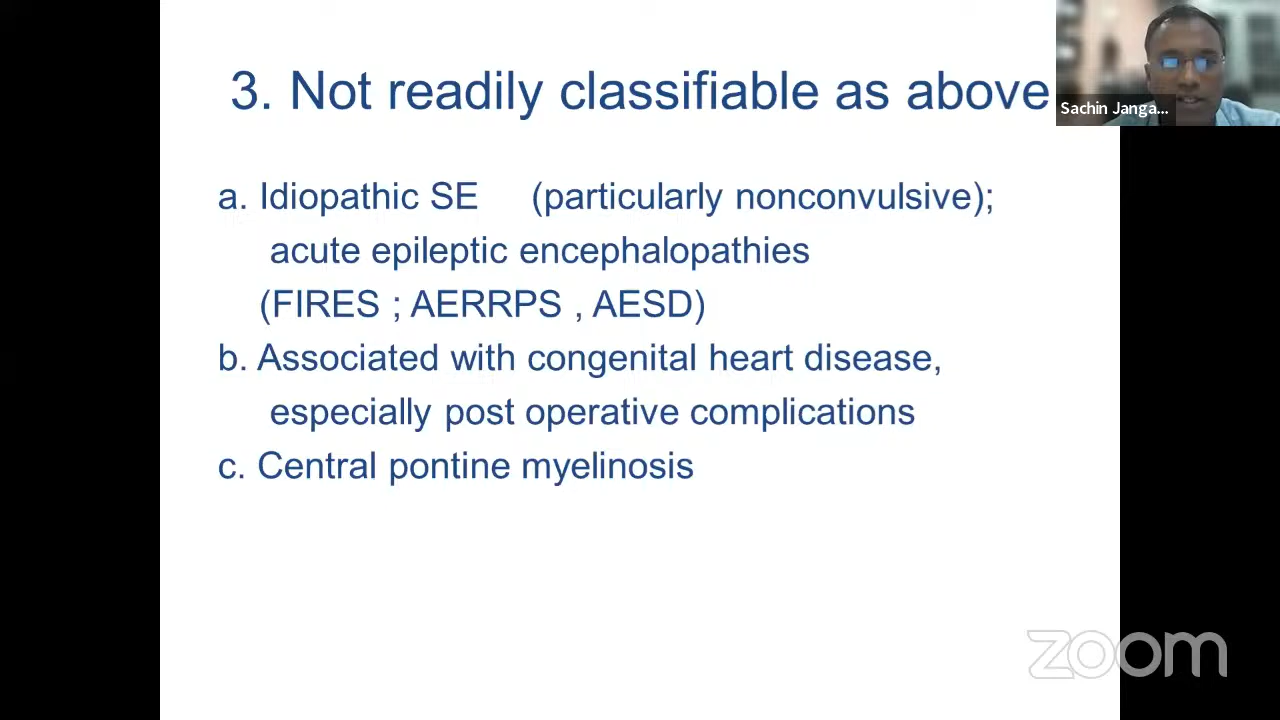 3. Not readily classifiable as above
Sachin Janga...
a. Idiopathic SE (particularly nonconvulsive);
acute epileptic encephalopathies
(FIRES ; AERRPS , AESD)
b. Associated with congenital heart disease,
especially post operative complications
c. Central pontine myelinosis
zoom